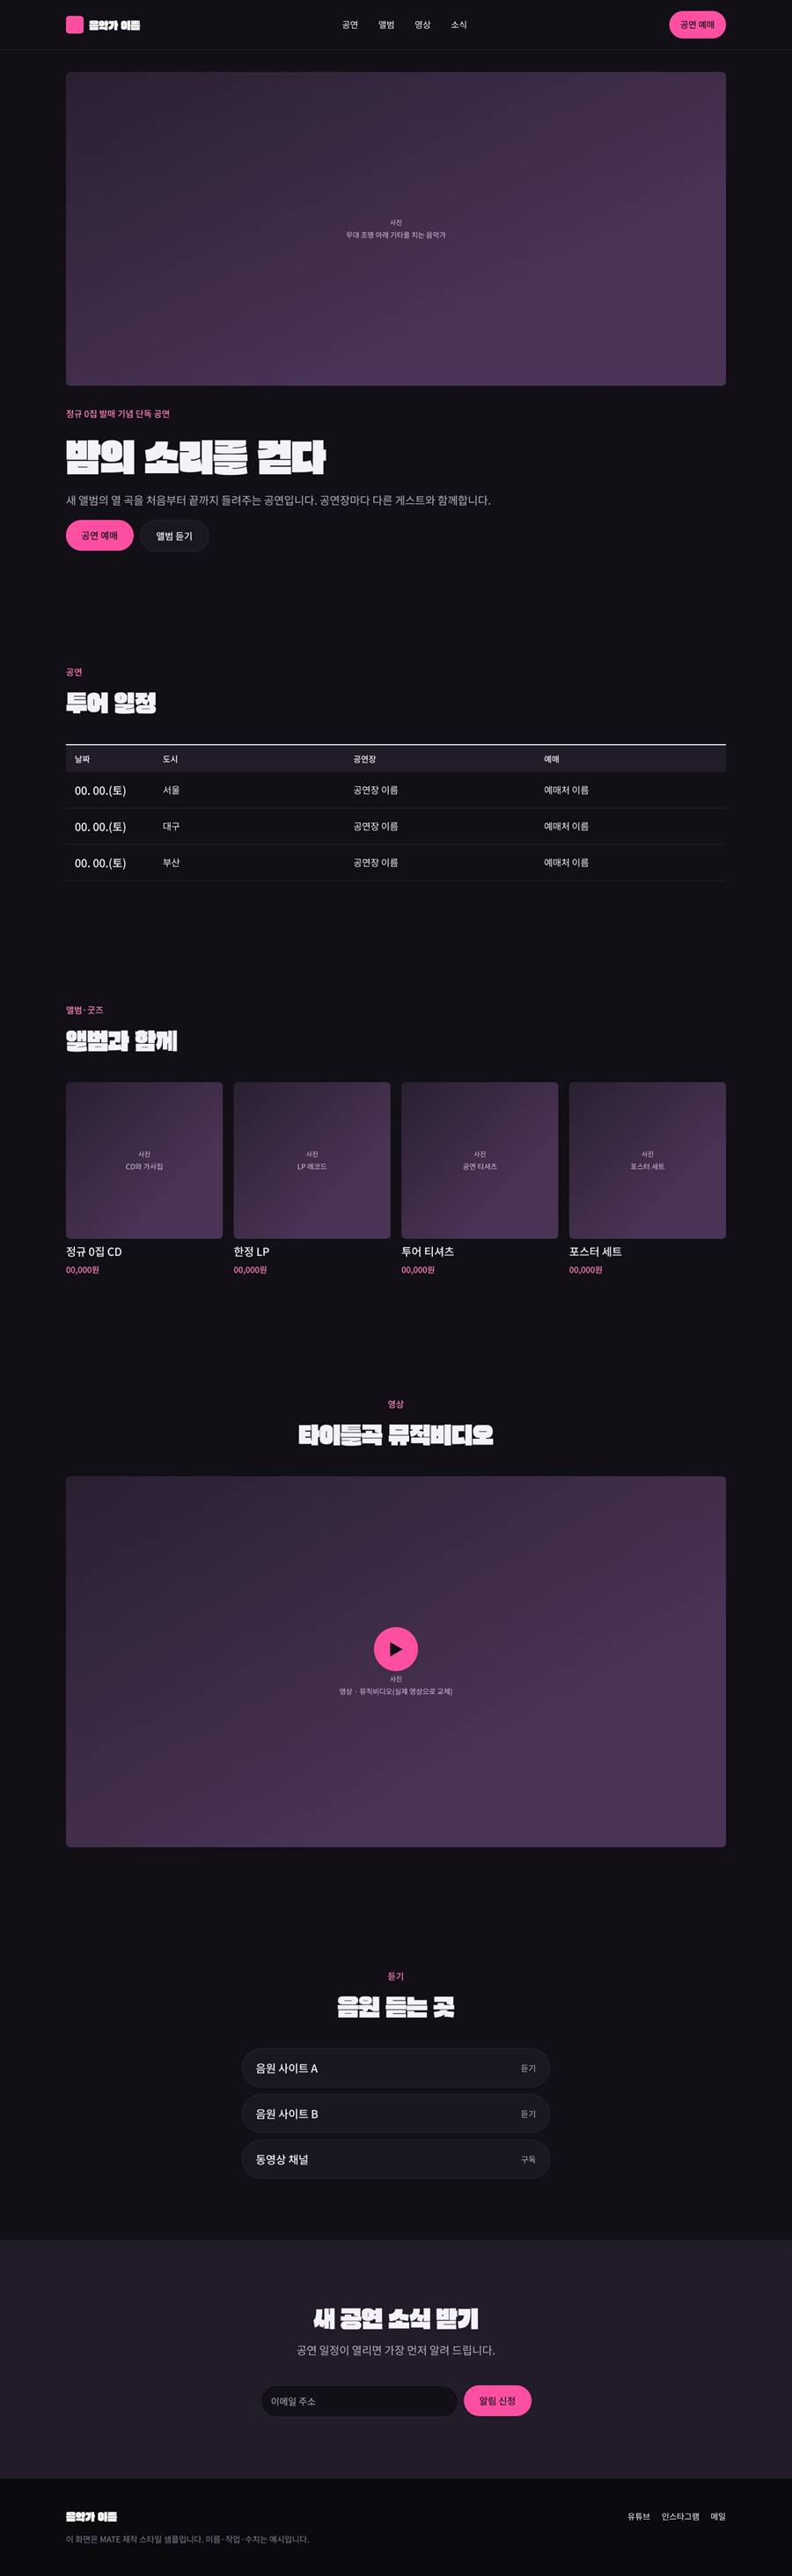 음악가 이름
공연 앨범 영상 소식
공연 예매
사진
무대 조명 아래 기타를 치는 음악가
정규 0집 발매 기념 단독 공연
밤의 소리를 걷다
새 앨범의 열 곡을 처음부터 끝까지 들려주는 공연입니다. 공연장마다 다른 게스트와 함께합니다.
공연 예매 앨범 듣기
공연
투어 일정
날짜 도시 공연장 예매
00. 00.(토) 서울 공연장 이름 예매처 이름
00. 00.(토) 대구 공연장 이름 예매처 이름
00. 00.(토) 부산 공연장 이름 예매처 이름
앨범·굿즈
앨범과 함께
사진 사진 사진 사진
CD와 가사집 LP 레코드 공연 티셔츠 포스터 세트
정규 0집 CD 한정 LP 투어 티셔츠 포스터 세트
00,000원 00,000원 00,000원 00,000원
영상
타이틀곡 뮤직비디오
사진
영상 · 뮤직비디오(실제 영상으로 교체)
듣기
음원 듣는 곳
음원 사이트 A 듣기
음원 사이트 B 듣기
동영상 채널 구독
새 공연 소식 받기
공연 일정이 열리면 가장 먼저 알려 드립니다.
이메일 주소 알림 신청
음악가 이름
유튜브 인스타그램 메일
이 화면은 MATE 제작 스타일 샘플입니다. 이름·작업·수치는 예시입니다.